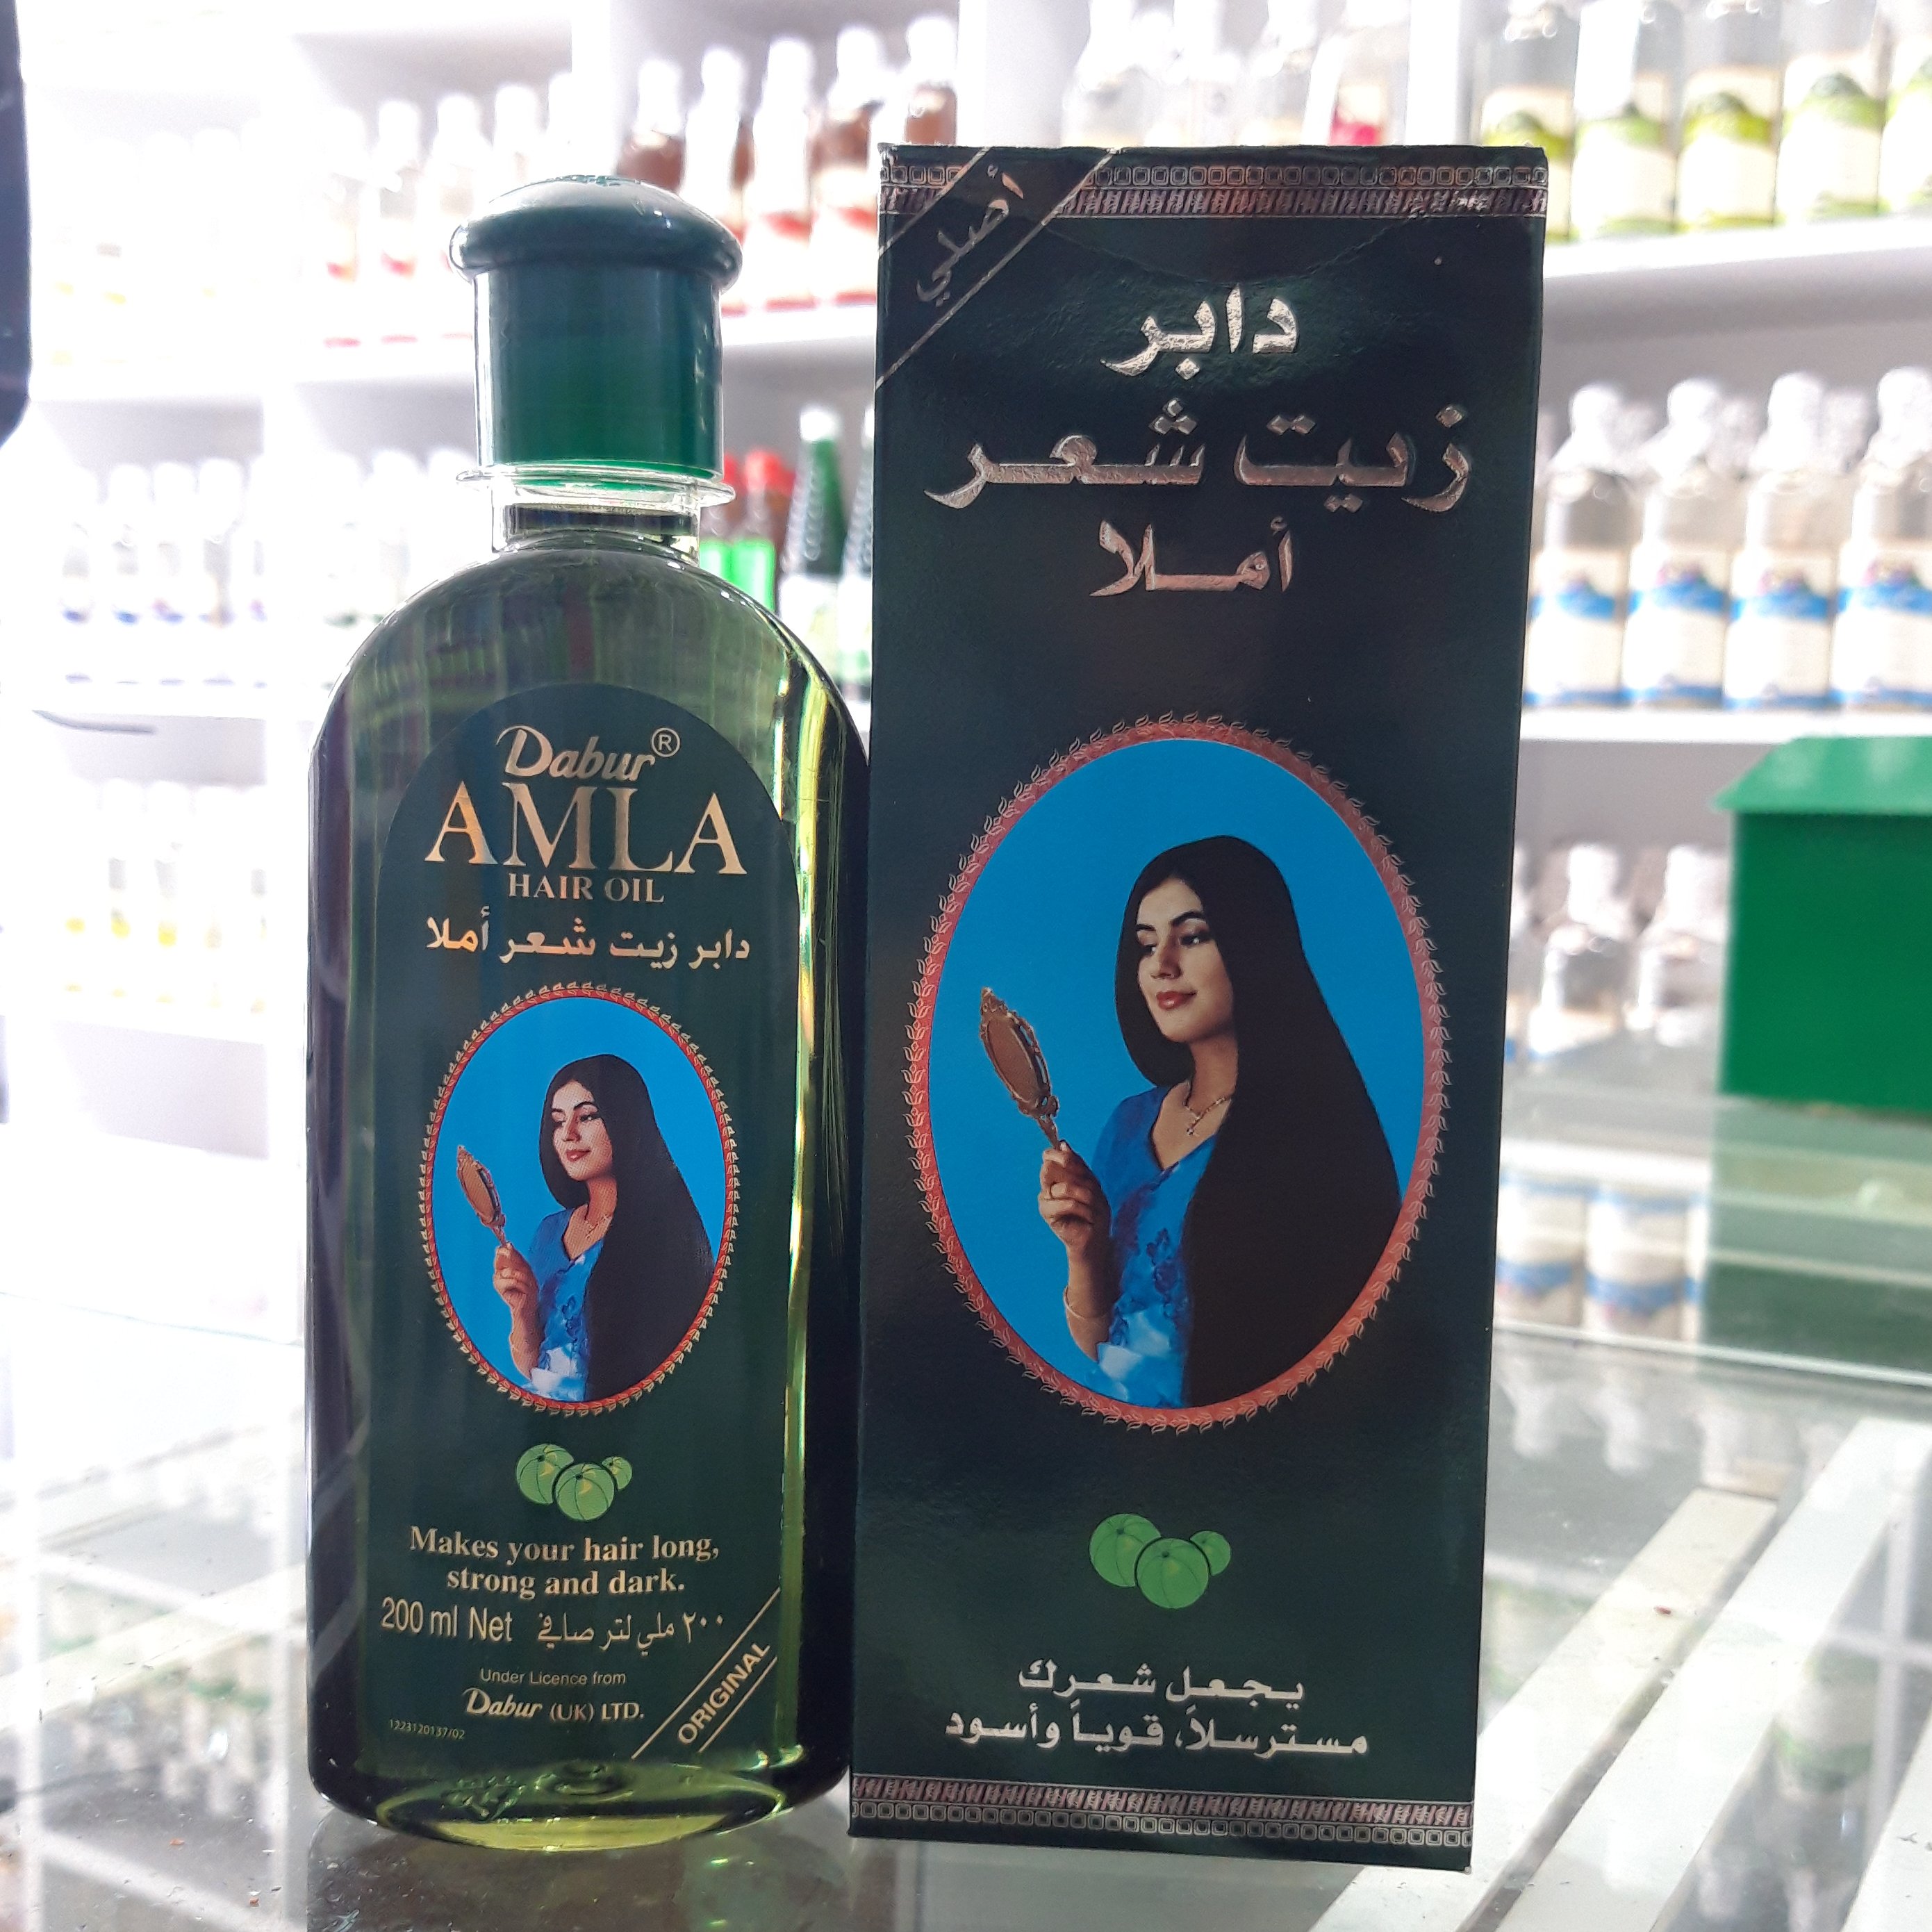 Dabur®
AMLA
HAIR OIL
دابر زيت شعر أملا
Makes your hair long,
strong and dark.
200 ml Net ٢٠٠ ملي لتر صافي
Under Licence from
Dabur (UK) LTD.
1223120137/02
ORIGINAL
أصلي
دابر
زيت شعر
أملا
يجعل شعرك
مسترسلاً، قوياً وأسود